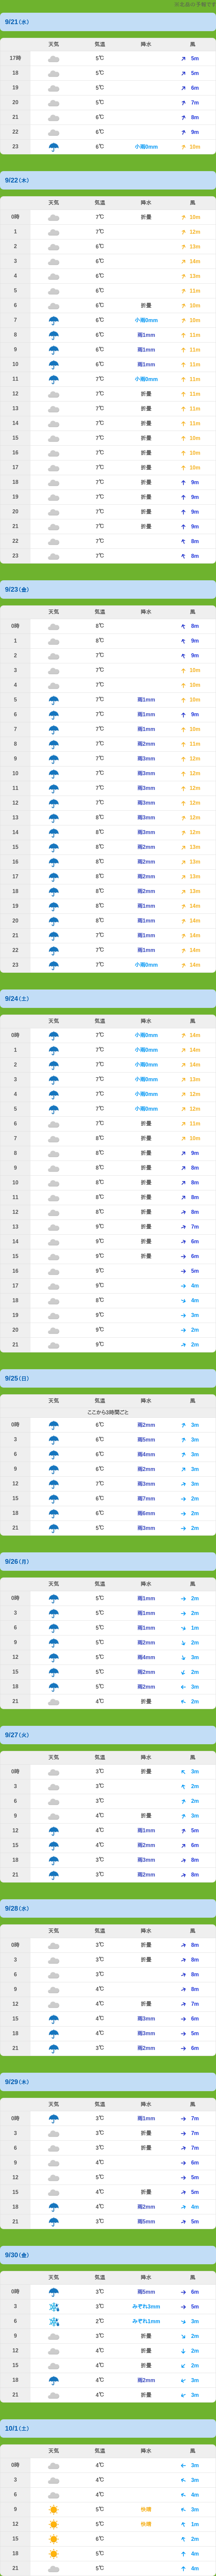 ※北岳の予報です
9/21（水）
天気 気温 降水 風
17時 5℃ 5m
18 5℃ 5m
19 5℃ 6m
20 5℃ 7m
21 6℃ 8m
22 6℃ 9m
23 6℃ 小雨0mm 10m
9/22（木）
天気 気温 降水 風
0時 7℃ 折畳 10m
1 7℃ 12m
2 6℃ 13m
3 6℃ 14m
4 6℃ 13m
5 6℃ 11m
6 6℃ 折畳 10m
7 6℃ 小雨0mm 10m
8 6℃ 雨1mm 11m
9 6℃ 雨1mm 11m
10 6℃ 雨1mm 11m
11 7℃ 小雨0mm 11m
12 7℃ 折畳 11m
13 7℃ 折畳 11m
14 7℃ 折畳 11m
15 7℃ 折畳 10m
16 7℃ 折畳 10m
17 7℃ 折畳 10m
18 7℃ 折畳 9m
19 7℃ 折畳 9m
20 7℃ 折畳 9m
21 7℃ 折畳 9m
22 7℃ 8m
23 7℃ 8m
9/23（金）
天気 気温 降水 風
0時 8℃ 8m
1 8℃ 9m
2 7℃ 9m
3 7℃ 10m
4 7℃ 10m
5 7℃ 雨1mm 10m
6 7℃ 雨1mm 9m
7 7℃ 雨1mm 10m
8 7℃ 雨2mm 11m
9 7℃ 雨3mm 12m
10 7℃ 雨3mm 12m
11 7℃ 雨3mm 12m
12 7℃ 雨3mm 12m
13 8℃ 雨3mm 12m
14 8℃ 雨3mm 12m
15 8℃ 雨2mm 13m
16 8℃ 雨2mm 13m
17 8℃ 雨2mm 13m
18 8℃ 雨2mm 13m
19 8℃ 雨1mm 14m
20 8℃ 雨1mm 14m
21 7℃ 雨1mm 14m
22 7℃ 雨1mm 14m
23 7℃ 小雨0mm 14m
9/24（土）
天気 気温 降水 風
0時 7℃ 小雨0mm 14m
1 7℃ 小雨0mm 14m
2 7℃ 小雨0mm 14m
3 7℃ 小雨0mm 13m
4 7℃ 小雨0mm 12m
5 7℃ 小雨0mm 12m
6 7℃ 折畳 11m
7 8℃ 折畳 10m
8 8℃ 折畳 9m
9 8℃ 折畳 8m
10 8℃ 折畳 8m
11 8℃ 折畳 8m
12 8℃ 折畳 8m
13 9℃ 折畳 7m
14 9℃ 折畳 6m
15 9℃ 折畳 6m
16 9℃ 5m
17 9℃ 4m
18 8℃ 4m
19 9℃ 3m
20 9℃ 2m
21 9℃ 2m
9/25（日）
天気 気温 降水 風
ここから3時間ごと
0時 6℃ 雨2mm 3m
3 6℃ 雨5mm 3m
6 6℃ 雨4mm 3m
9 6℃ 雨2mm 3m
12 7℃ 雨3mm 3m
15 6℃ 雨7mm 2m
18 6℃ 雨6mm 2m
21 5℃ 雨3mm 2m
9/26（月）
天気 気温 降水 風
0時 5℃ 雨1mm 2m
3 5℃ 雨1mm 2m
6 5℃ 雨1mm 1m
9 5℃ 雨2mm 2m
12 5℃ 雨4mm 3m
15 5℃ 雨2mm 2m
18 5℃ 雨2mm 3m
21 4℃ 折畳 2m
9/27（火）
天気 気温 降水 風
0時 3℃ 折畳 3m
3 3℃ 2m
6 3℃ 2m
9 4℃ 折畳 3m
12 4℃ 雨1mm 5m
15 4℃ 雨2mm 6m
18 3℃ 雨3mm 8m
21 3℃ 雨2mm 8m
9/28（水）
天気 気温 降水 風
0時 3℃ 折畳 8m
3 3℃ 折畳 8m
6 3℃ 8m
9 4℃ 8m
12 4℃ 折畳 7m
15 4℃ 雨3mm 6m
18 4℃ 雨3mm 5m
21 3℃ 雨2mm 6m
9/29（木）
天気 気温 降水 風
0時 3℃ 雨1mm 7m
3 3℃ 折畳 7m
6 3℃ 折畳 7m
9 4℃ 6m
12 5℃ 5m
15 5℃ 折畳 5m
18 4℃ 雨2mm 4m
21 3℃ 雨5mm 5m
9/30（金）
天気 気温 降水 風
0時 3℃ 雨5mm 6m
3 3℃ みぞれ3mm 5m
6 2℃ みぞれ1mm 3m
9 3℃ 折畳 2m
12 4℃ 折畳 2m
15 4℃ 折畳 2m
18 4℃ 雨2mm 3m
21 4℃ 折畳 3m
10/1（土）
天気 気温 降水 風
0時 4℃ 3m
3 4℃ 4m
6 4℃ 4m
9 5℃ 快晴 3m
12 5℃ 快晴 1m
15 6℃ 2m
18 5℃ 4m
21 5℃ 4m